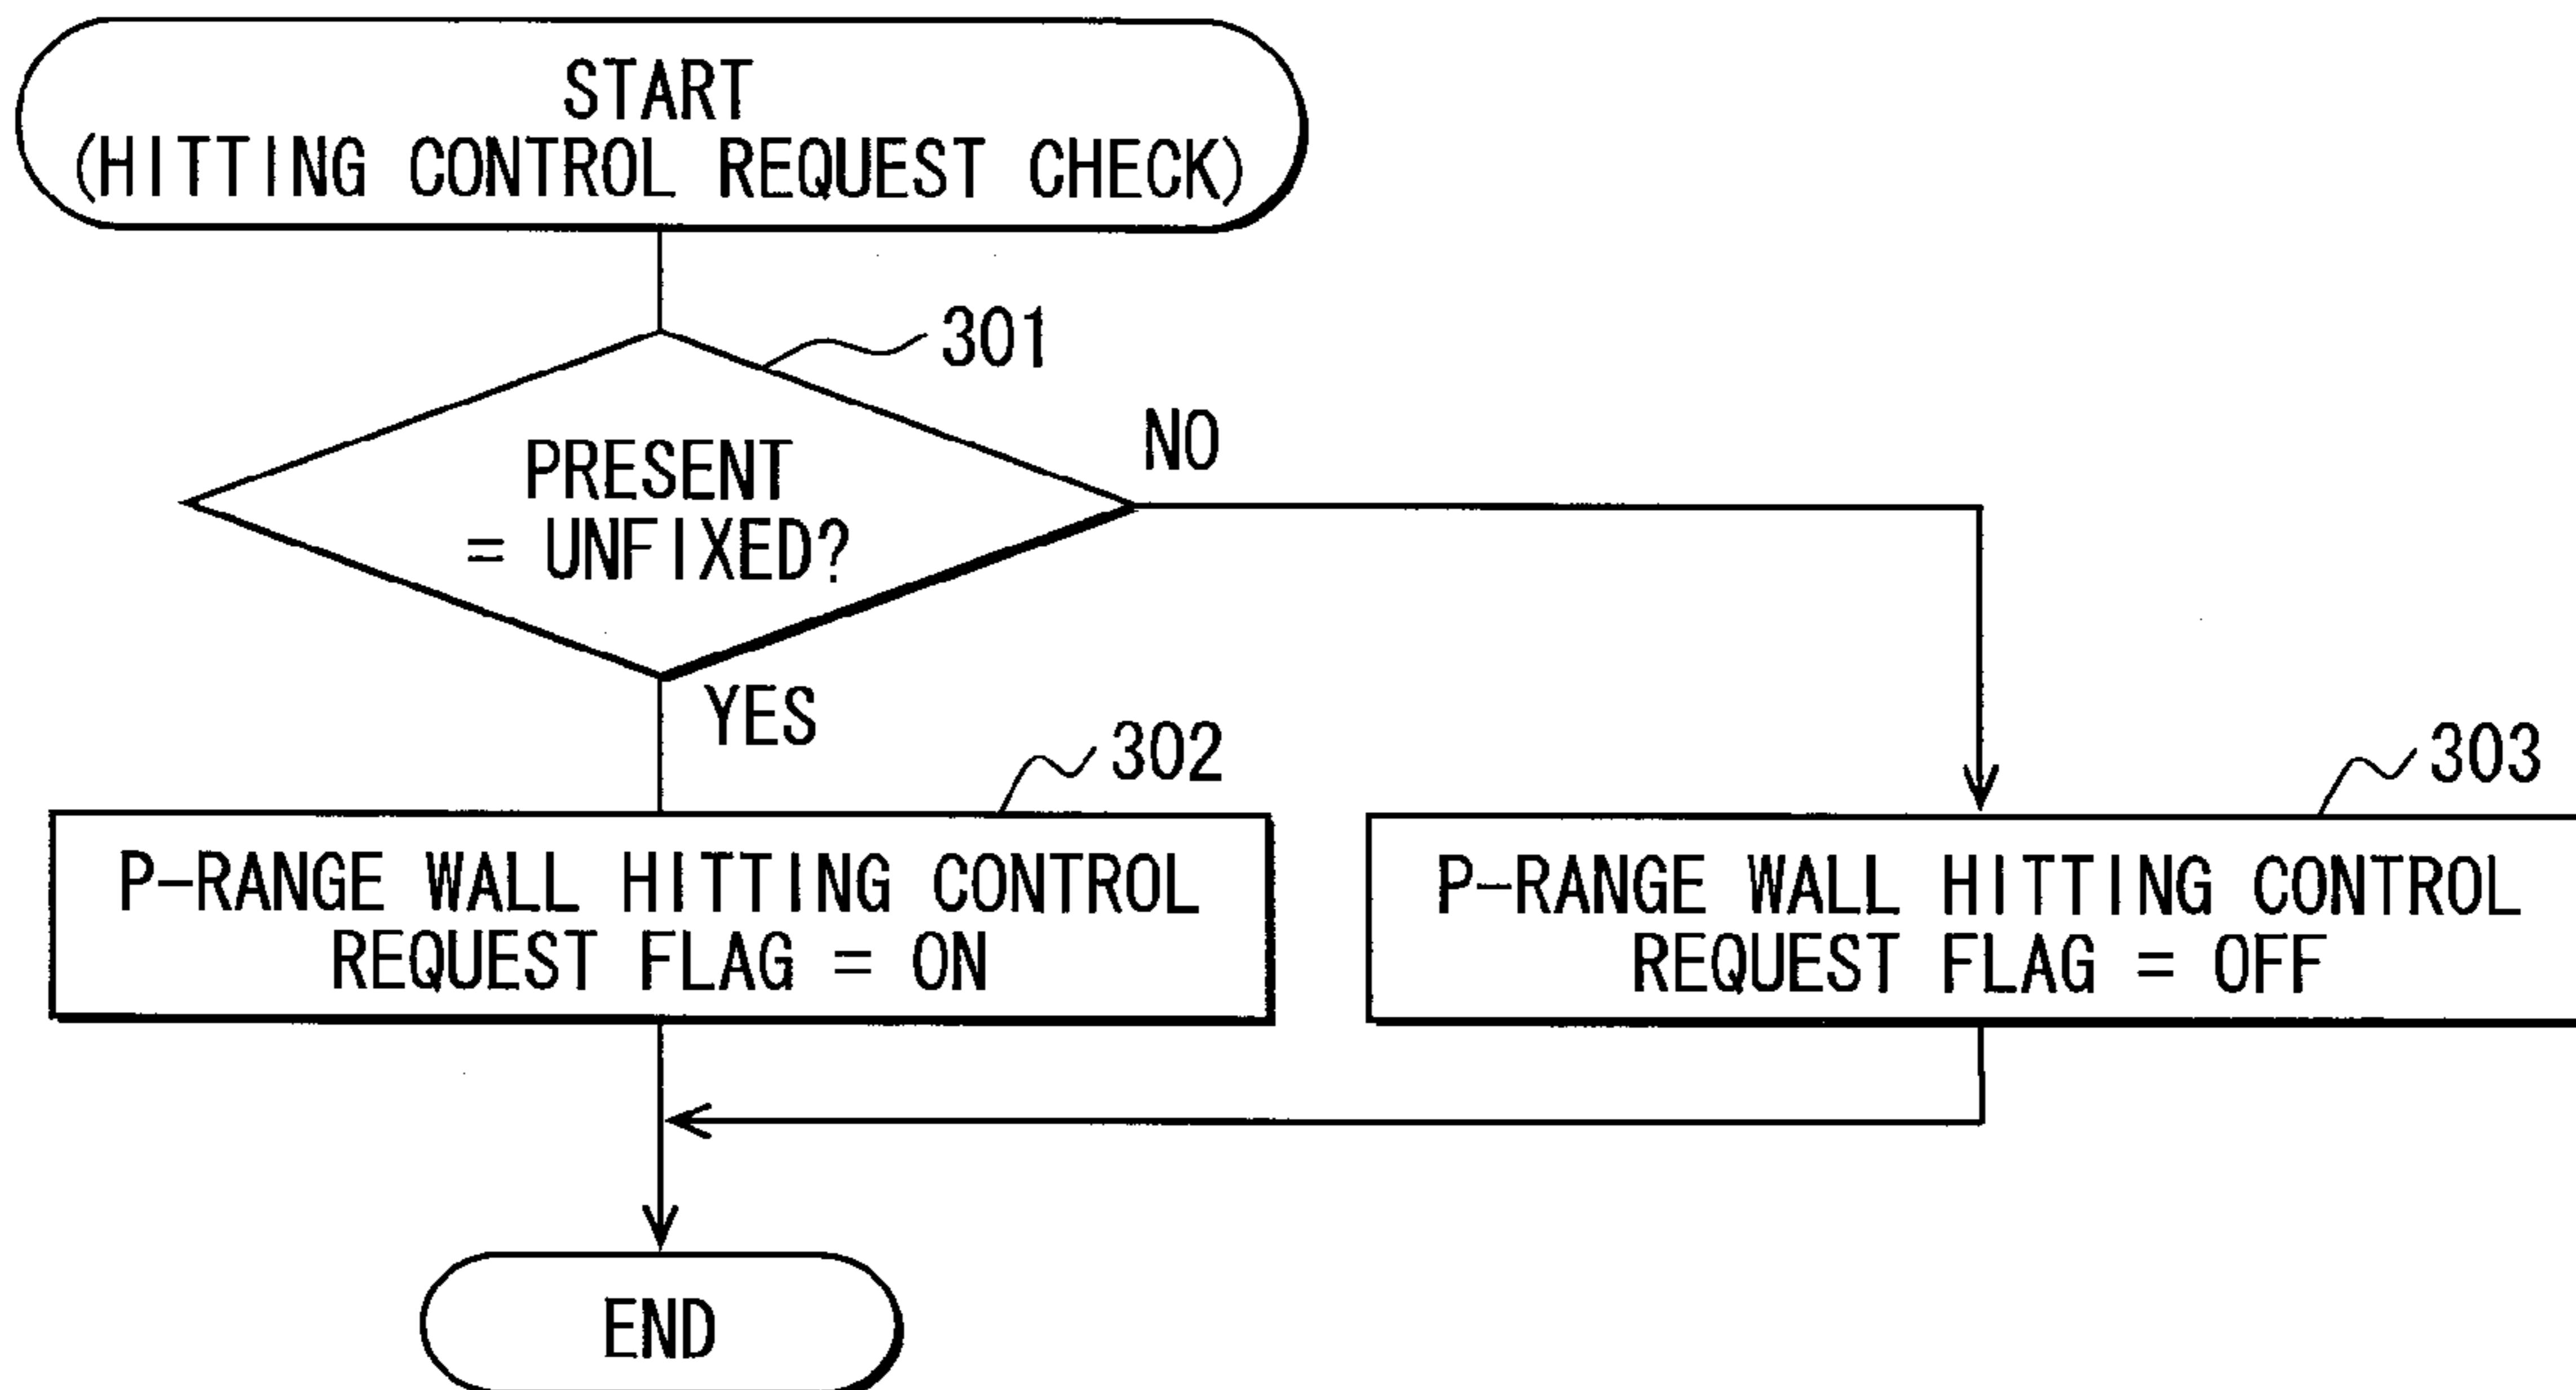 START
(HITTING CONTROL REQUEST CHECK)
301
PRESENT
= UNFIXED?
NO
YES
302
P-RANGE WALL HITTING CONTROL
REQUEST FLAG = ON
303
P-RANGE WALL HITTING CONTROL
REQUEST FLAG = OFF
END